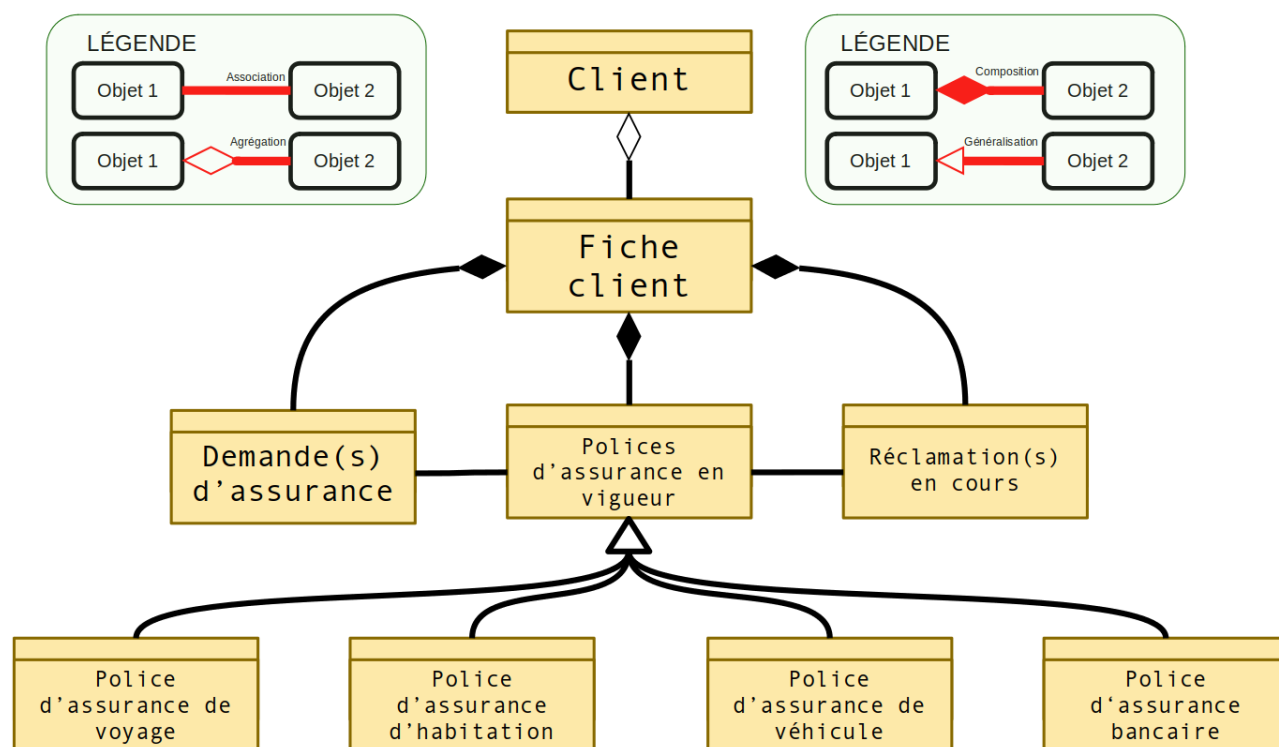 LÉGENDE
Objet 1
Association
Objet 2
Objet 1
Agrégation
Objet 2
Client
LÉGENDE
Objet 1
Composition
Objet 2
Objet 1
Généralisation
Objet 2
Fiche
client
Demande(s)
d’assurance
Polices
d’assurance en
vigueur
Réclamation(s)
en cours
Police
d’assurance de
voyage
Police
d’assurance
d’habitation
Police
d’assurance de
véhicule
Police
d‘assurance
bancaire